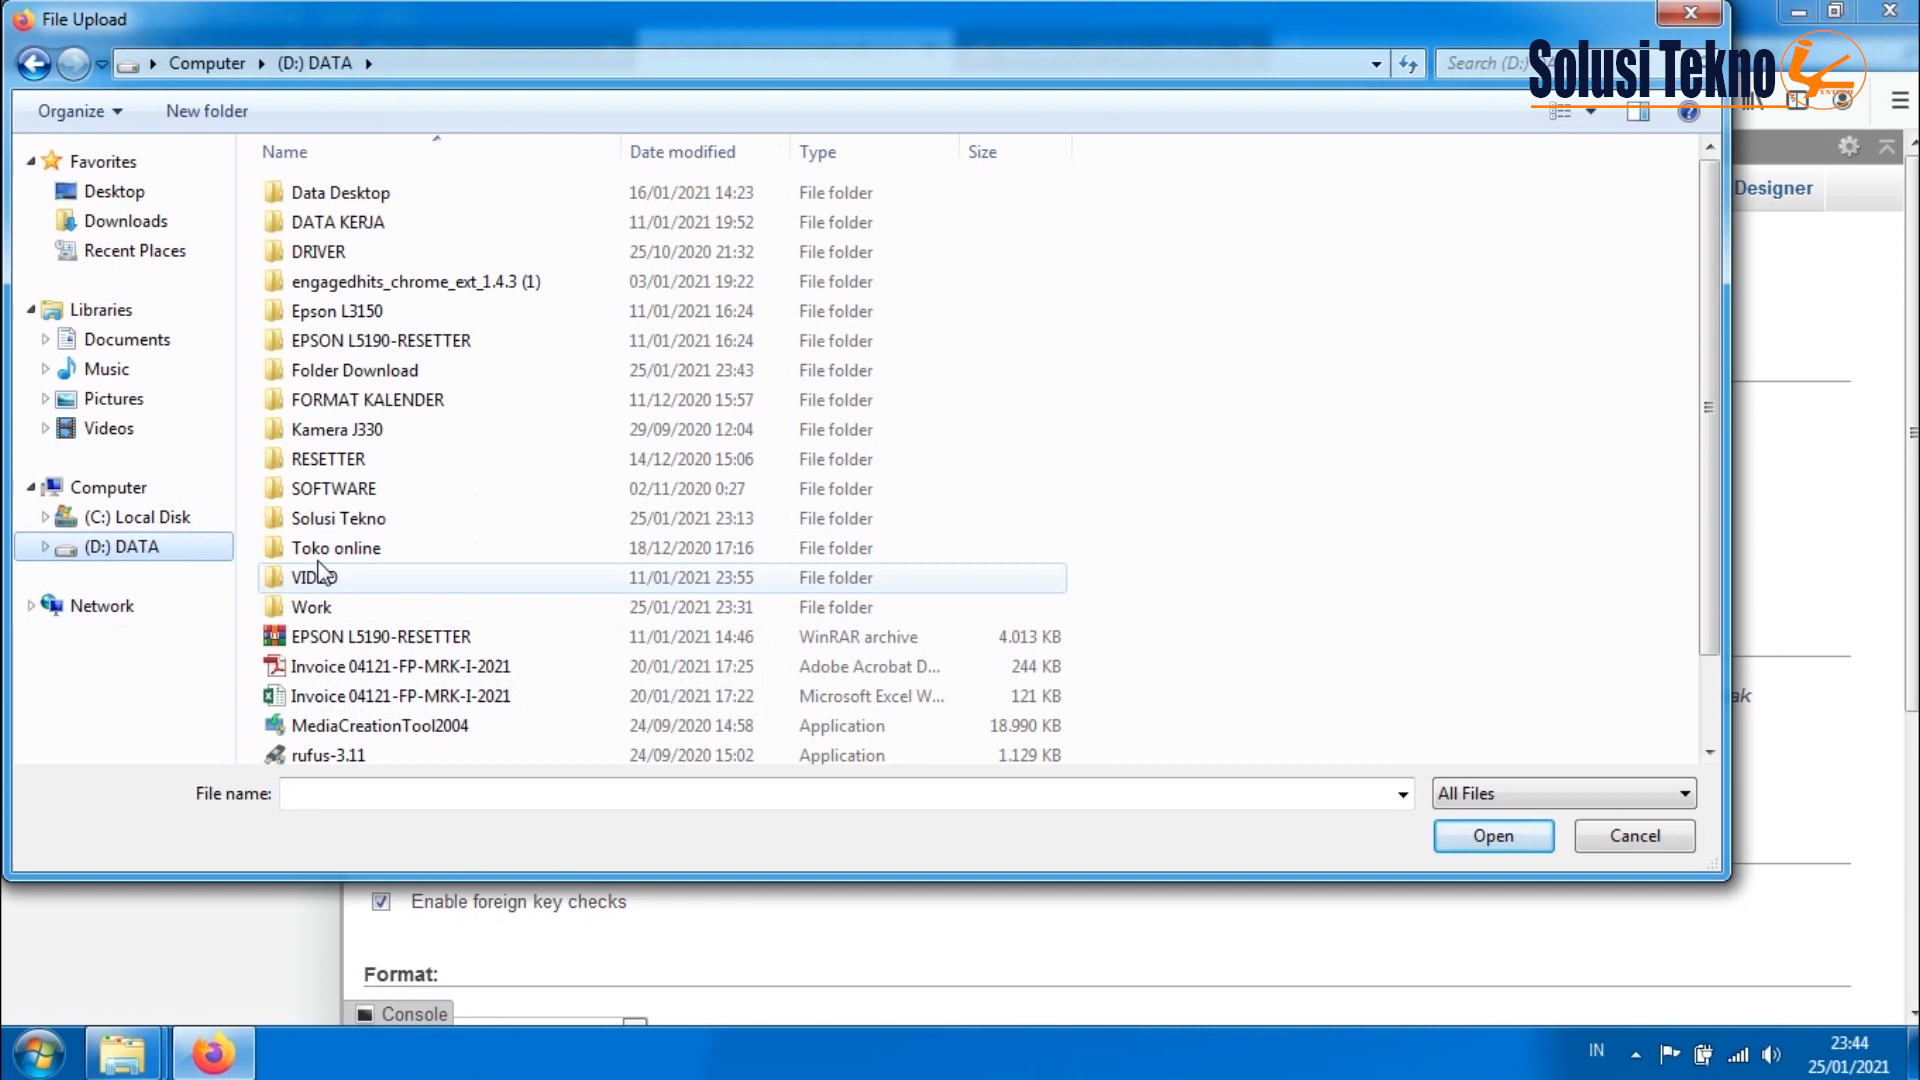 File Upload
Computer (D:) DATA
Search (D:)
Solusi Tekno
Organize New folder
Designer
Name Date modified Type Size
Favorites
Desktop
Downloads
Recent Places
Libraries
Documents
Music
Pictures
Videos
Computer
(C:) Local Disk
(D:) DATA
Network
Data Desktop 16/01/2021 14:23 File folder
DATA KERJA 11/01/2021 19:52 File folder
DRIVER 25/10/2020 21:32 File folder
engagedhits_chrome_ext_1.4.3 (1) 03/01/2021 19:22 File folder
Epson L3150 11/01/2021 16:24 File folder
EPSON L5190-RESETTER 11/01/2021 16:24 File folder
Folder Download 25/01/2021 23:43 File folder
FORMAT KALENDER 11/12/2020 15:57 File folder
Kamera J330 29/09/2020 12:04 File folder
RESETTER 14/12/2020 15:06 File folder
SOFTWARE 02/11/2020 0:27 File folder
Solusi Tekno 25/01/2021 23:13 File folder
Toko online 18/12/2020 17:16 File folder
11/01/2021 23:55 File folder
Work 25/01/2021 23:31 File folder
EPSON L5190-RESETTER 11/01/2021 14:46 WinRAR archive 4.013 KB
Invoice 04121-FP-MRK-I-2021 20/01/2021 17:25 Adobe Acrobat D... 244 KB
Invoice 04121-FP-MRK-I-2021 20/01/2021 17:22 Microsoft Excel W... 121 KB
MediaCreationTool2004 24/09/2020 14:58 Application 18.990 KB
rufus-3.11 24/09/2020 15:02 Application 1.129 KB
ak
File name: All Files
Open Cancel
Enable foreign key checks
Format:
Console
IN
23:44
25/01/2021